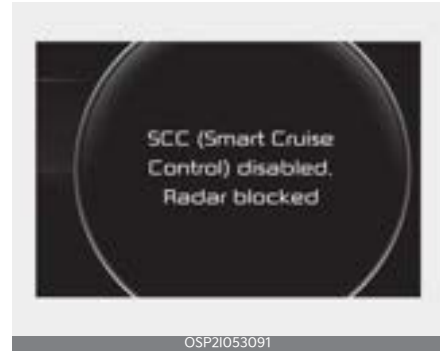 SCC (Smart Cruise
Control) disabled.
Radar blocked
OSP2I053091